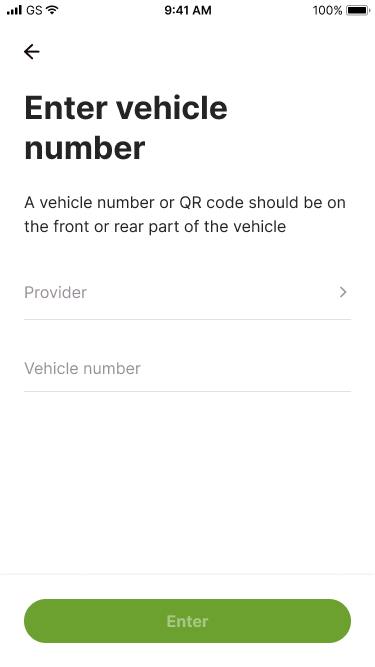 GS 9:41 AM 100%
Enter vehicle
number
A vehicle number or QR code should be on
the front or rear part of the vehicle
Provider
Vehicle number
Enter